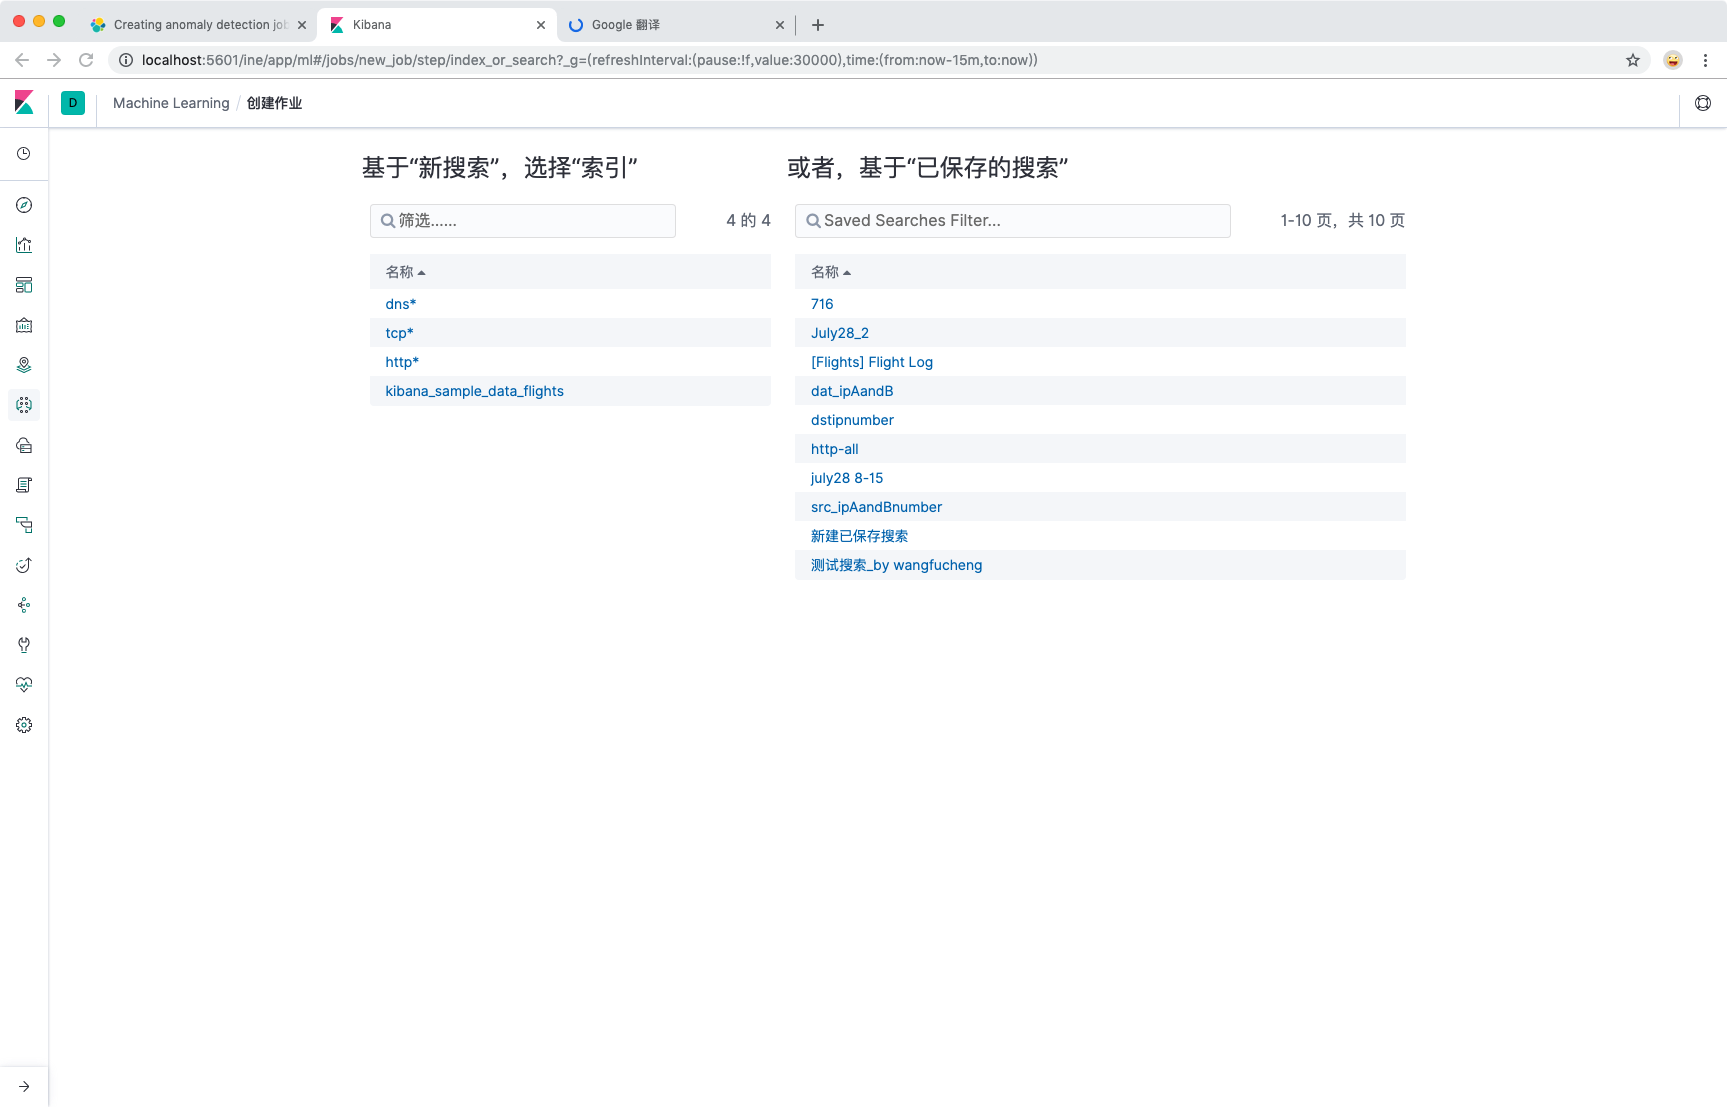 Creating anomaly detection jo
Kibana
Google 翻译
localhost:5601/ine/app/ml#/jobs/new_job/step/index_or_search?_g=(refreshInterval:(pause:!f,value:30000),time:(from:now-15m,to:now))
D
Machine Learning / 创建作业
基于“新搜索”，选择“索引”
筛选......
4 的 4
名称
dns*
tcp*
http*
kibana_sample_data_flights
或者，基于“已保存的搜索”
Saved Searches Filter...
1-10 页，共 10 页
名称
716
July28_2
[Flights] Flight Log
dat_ipAandB
dstipnumber
http-all
july28 8-15
src_ipAandBnumber
新建已保存搜索
测试搜索_by wangfucheng